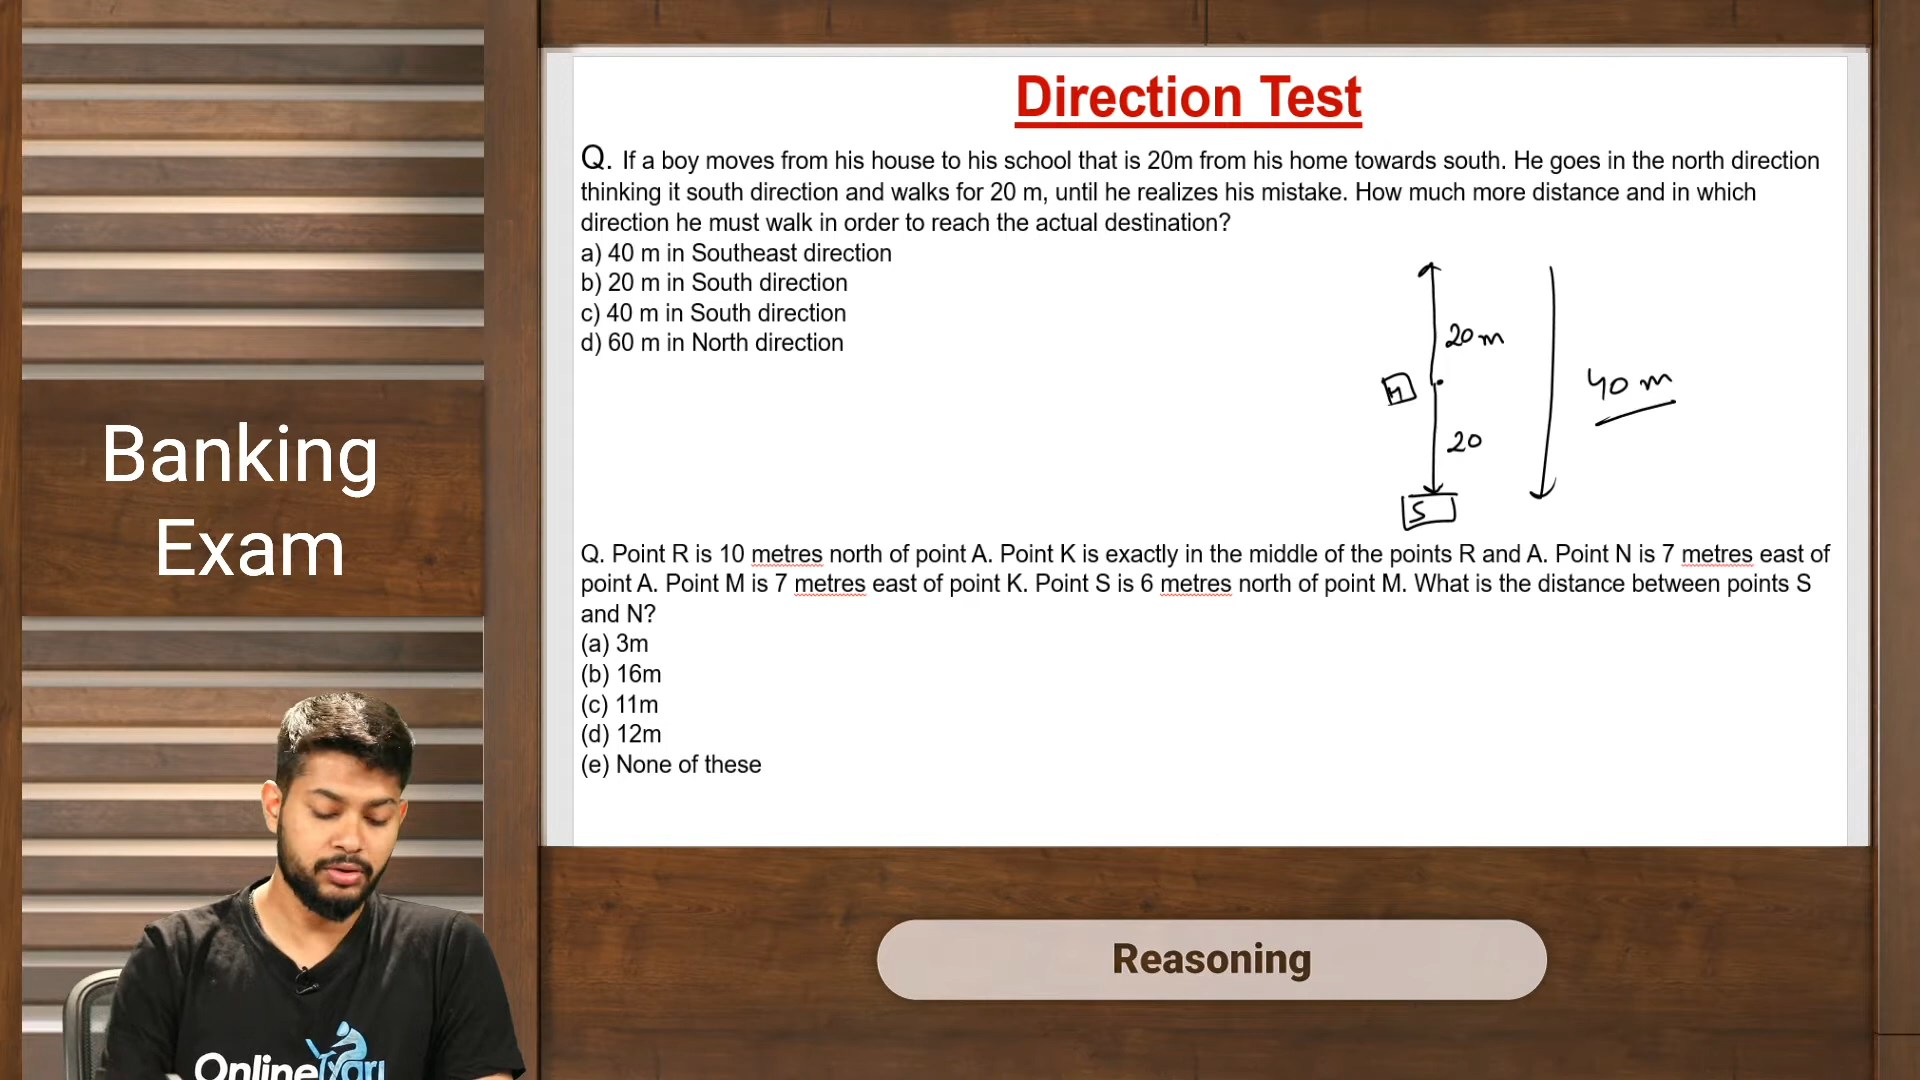 Direction Test
Q. If a boy moves from his house to his school that is 20m from his home towards south. He goes in the north direction
thinking it south direction and walks for 20 m, until he realizes his mistake. How much more distance and in which
direction he must walk in order to reach the actual destination?
a) 40 m in Southeast direction
b) 20 m in South direction
c) 40 m in South direction
d) 60 m in North direction
20 m
H
40 m
20
S
Q. Point R is 10 metres north of point A. Point K is exactly in the middle of the points R and A. Point N is 7 metres east of
point A. Point M is 7 metres east of point K. Point S is 6 metres north of point M. What is the distance between points S
and N?
(a) 3m
(b) 16m
(c) 11m
(d) 12m
(e) None of these
Banking
Exam
Reasoning
OnlineTyari